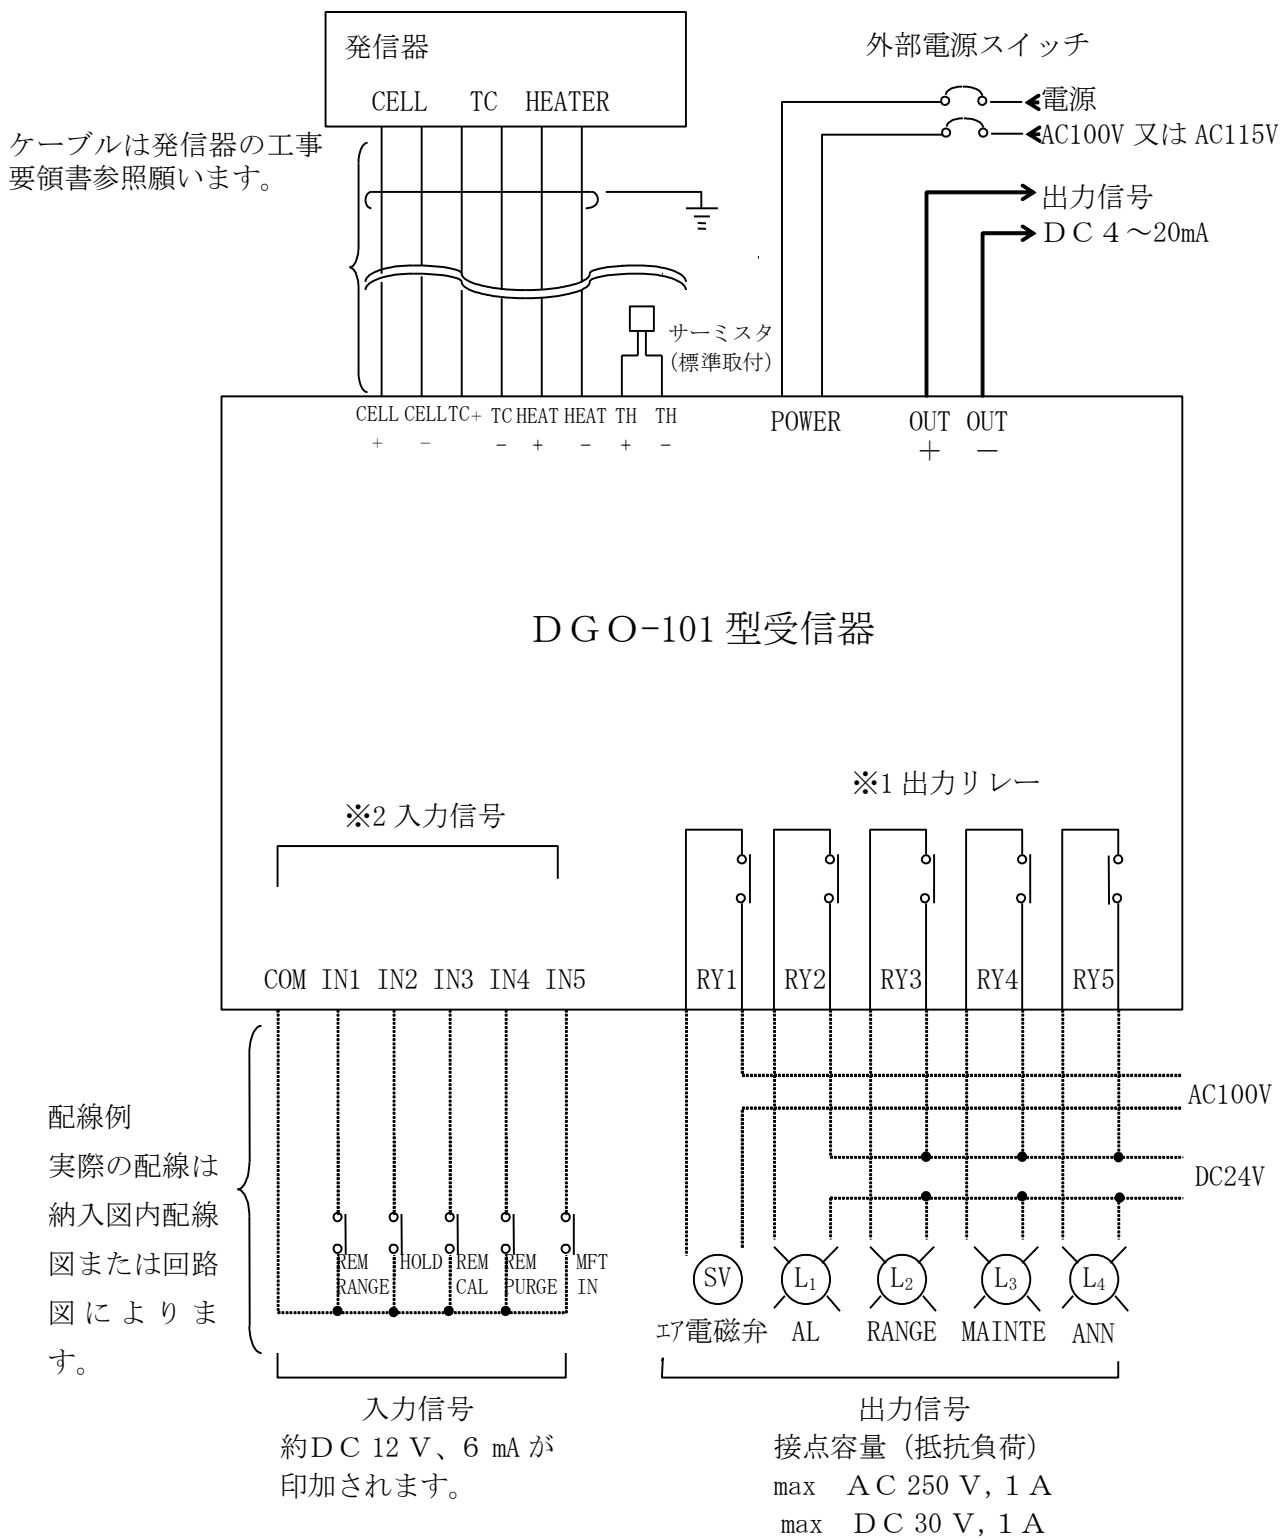 発信器
外部電源スイッチ
CELL TC HEATER
電源
AC100V 又は AC115V
ケーブルは発信器の工事
要領書参照願います。
出力信号
ＤＣ４～20mA
サーミスタ
(標準取付)
CELL CELL TC+ TC HEAT HEAT TH TH
+ − − + − + −
POWER
OUT OUT
＋ －
ＤＧＯ-101 型受信器
※1 出力リレー
※2 入力信号
COM IN1 IN2 IN3 IN4 IN5
RY1 RY2 RY3 RY4 RY5
AC100V
DC24V
配線例
実際の配線は
納入図内配線
図または回路
図によりま
す。
REM HOLD REM REM MFT
RANGE CAL PURGE IN
SV L₁ L₂ L₃ L₄
ｴｱ電磁弁 AL RANGE MAINTE ANN
入力信号
約ＤＣ 12 Ｖ、６ mA が
印加されます。
出力信号
接点容量（抵抗負荷）
max ＡＣ 250 Ｖ, １Ａ
max ＤＣ 30 Ｖ, １Ａ